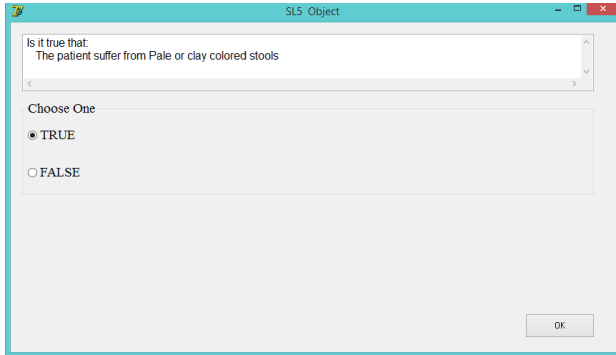 SL5 Object
Is it true that:
The patient suffer from Pale or clay colored stools
Choose One
TRUE
FALSE
OK